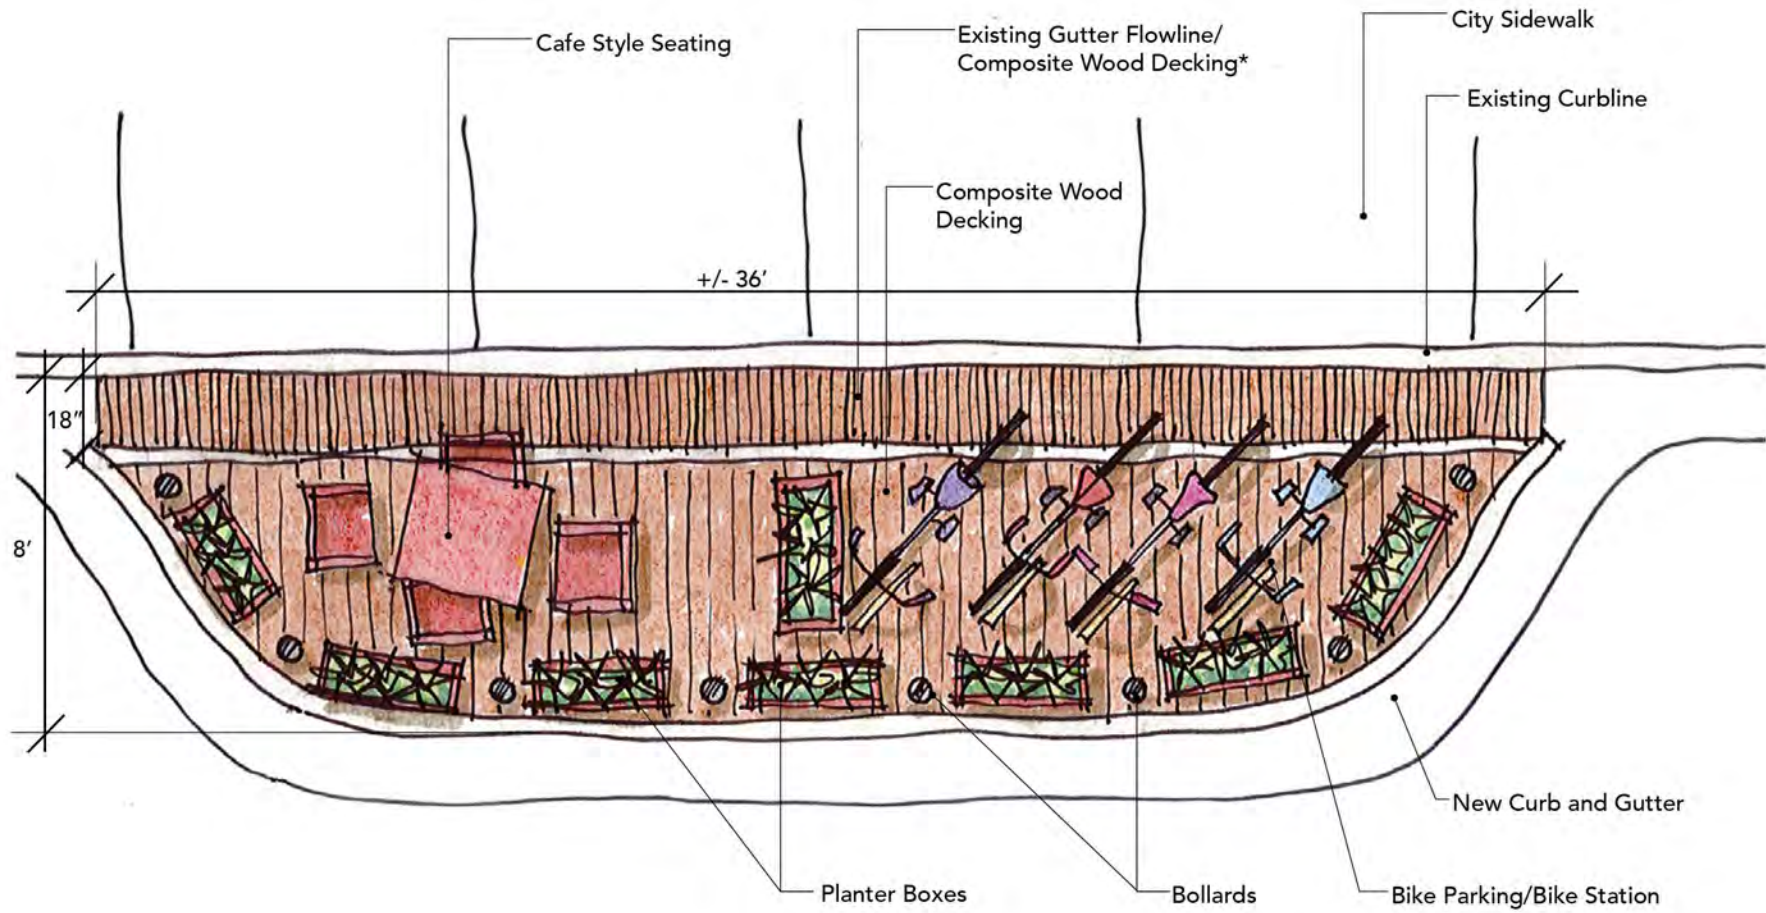 City Sidewalk
Cafe Style Seating
Existing Gutter Flowline/
Composite Wood Decking*
Existing Curbline
Composite Wood
Decking
+/- 36’
18”
8’
New Curb and Gutter
Planter Boxes
Bollards
Bike Parking/Bike Station